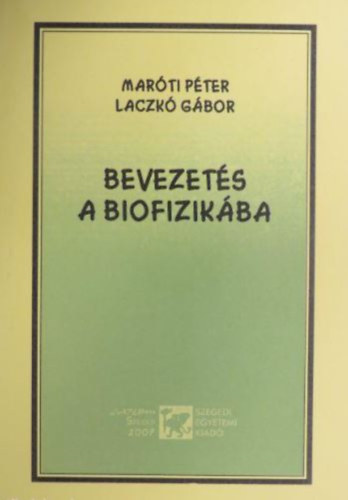 MARÓTI PÉTER
LACZKÓ GÁBOR
BEVEZETÉS
A BIOFIZIKÁBA
SZEGEDI
EGYETEMI
KIADÓ